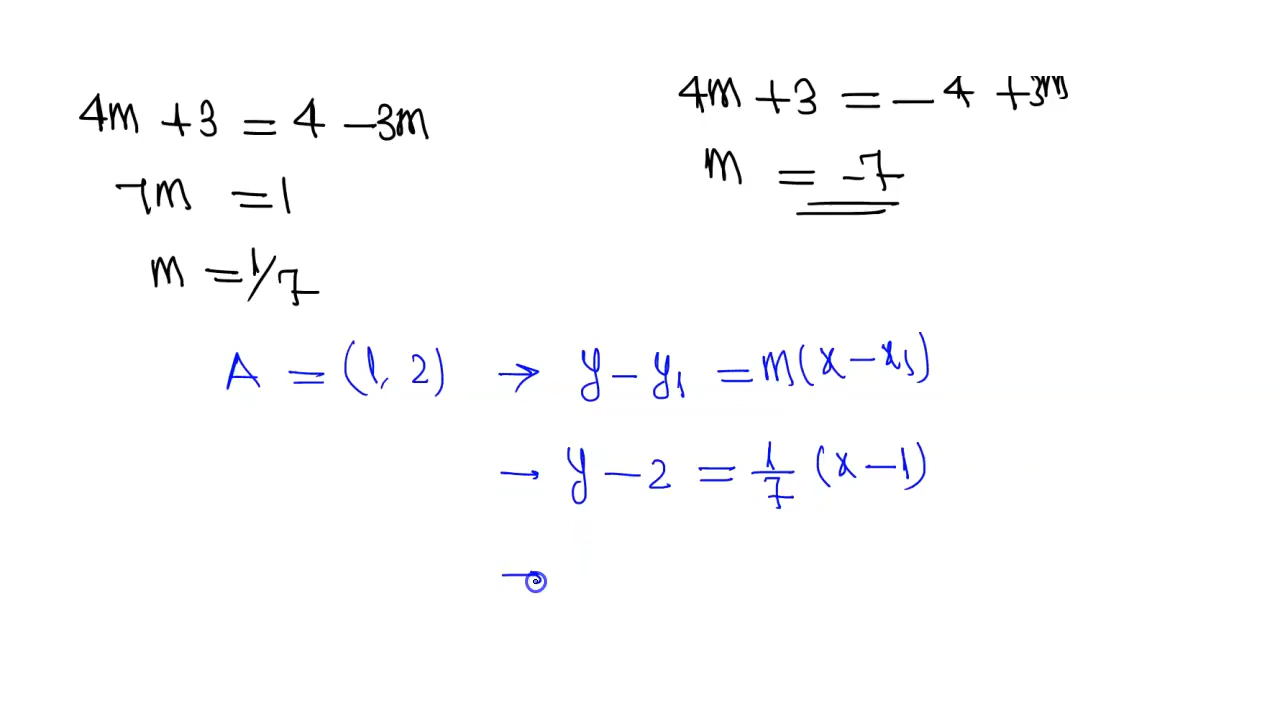 4m + 3 = 4 - 3m
7m = 1
m = 1/7
4m + 3 = - 4 + 3m
m = -7
A = (1, 2) → y - y₁ = m(x - x₁)
→ y - 2 = 1/7 (x - 1)
→